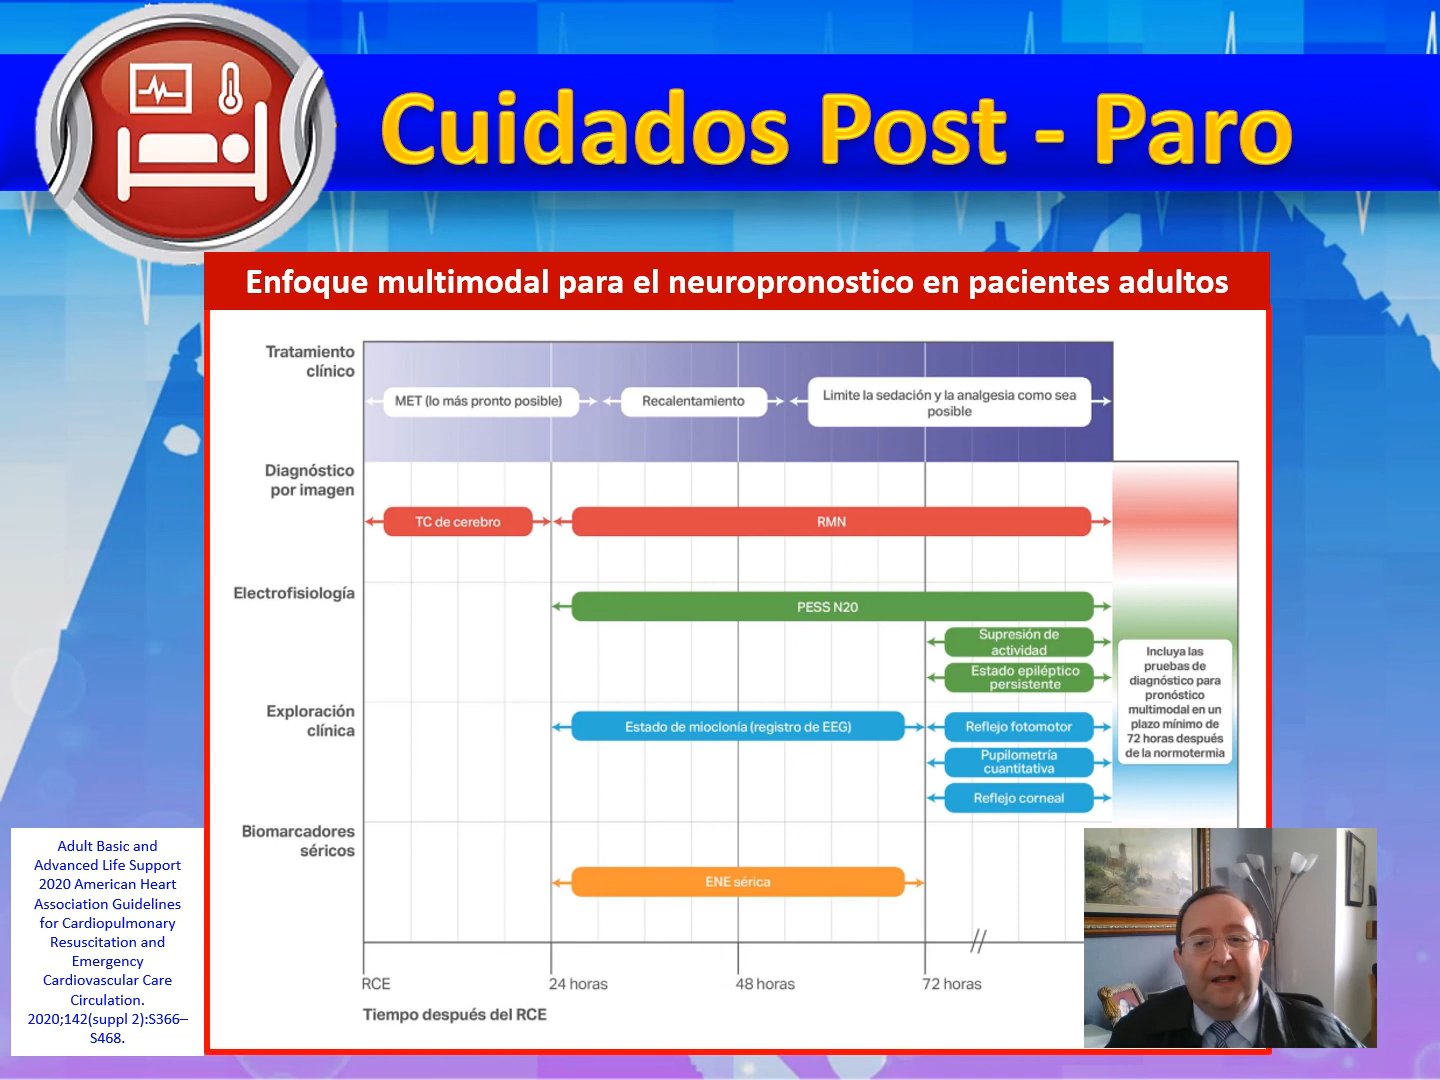 Cuidados Post - Paro
Enfoque multimodal para el neuropronostico en pacientes adultos
Tratamiento
clínico
MET (lo más pronto posible)
Recalentamiento
Limite la sedación y la analgesia como sea
posible
Diagnóstico
por imagen
TC de cerebro
RMN
Electrofisiología
PESS N20
Supresión de
actividad
Estado epiléptico
persistente
Exploración
clínica
Estado de mioclonía (registro de EEG)
Reflejo fotomotor
Pupilometría
cuantitativa
Reflejo corneal
Incluya las
pruebas de
diagnóstico para
pronóstico
multimodal en un
plazo mínimo de
72 horas después
de la normotermia
Biomarcadores
séricos
ENE sérica
RCE
24 horas
48 horas
72 horas
Tiempo después del RCE
Adult Basic and
Advanced Life Support
2020 American Heart
Association Guidelines
for Cardiopulmonary
Resuscitation and
Emergency
Cardiovascular Care
Circulation.
2020;142(suppl 2):S366–
S468.